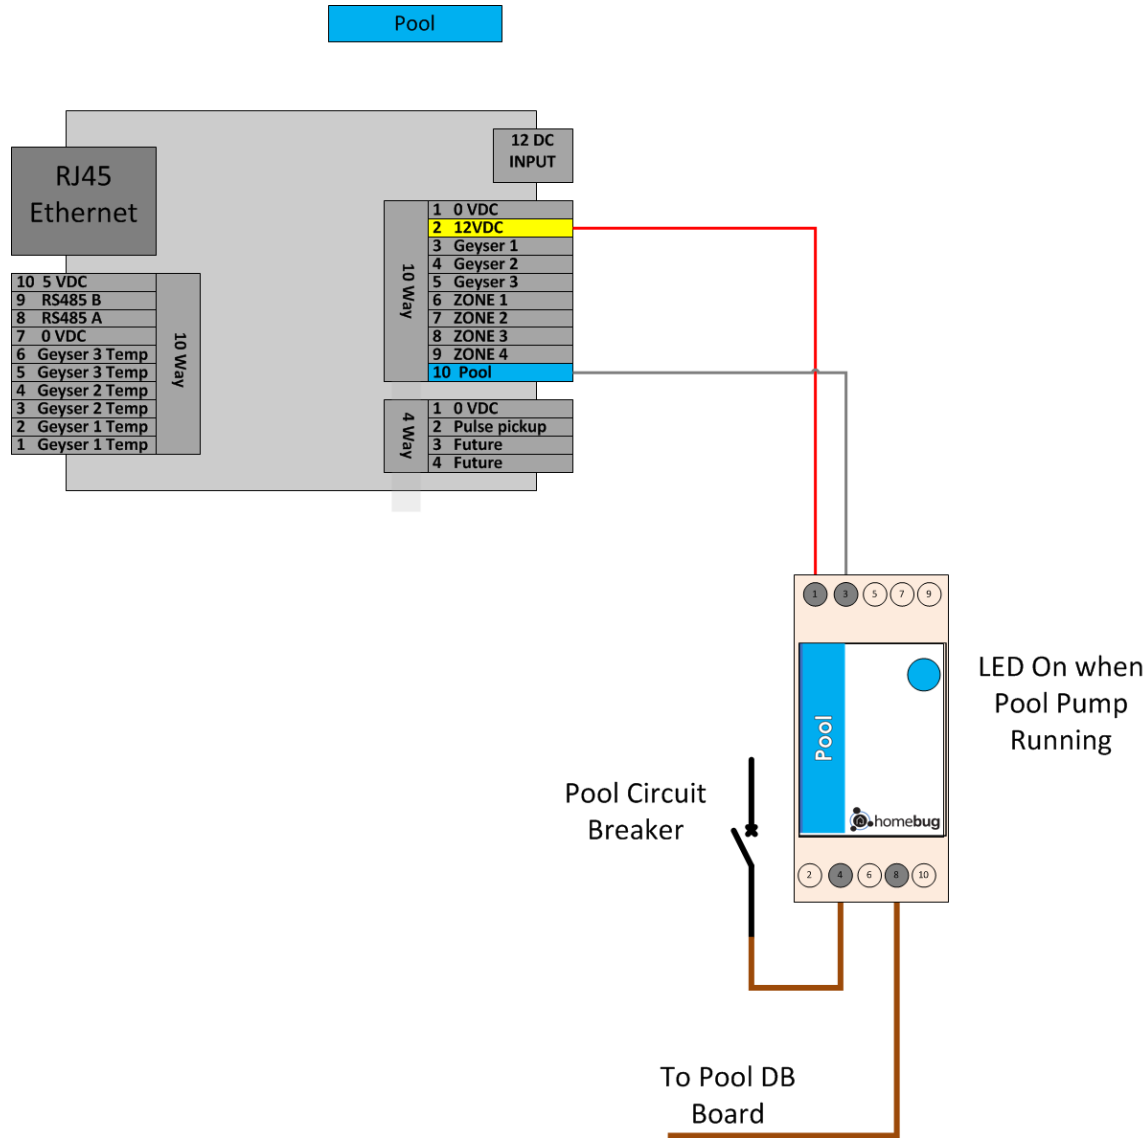 Pool
12 DC
INPUT
RJ45
Ethernet
1 0 VDC
2 12VDC
3 Geyser 1
4 Geyser 2
5 Geyser 3
6 ZONE 1
7 ZONE 2
8 ZONE 3
9 ZONE 4
10 Pool
10 Way
10 5 VDC
9 RS485 B
8 RS485 A
7 0 VDC
6 Geyser 3 Temp
5 Geyser 3 Temp
4 Geyser 2 Temp
3 Geyser 2 Temp
2 Geyser 1 Temp
1 Geyser 1 Temp
10 Way
1 0 VDC
2 Pulse pickup
3 Future
4 Future
4 Way
1 3 5 7 9
LED On when
Pool Pump
Running
Pool
homebug
Pool Circuit
Breaker
2 4 6 8 10
To Pool DB
Board